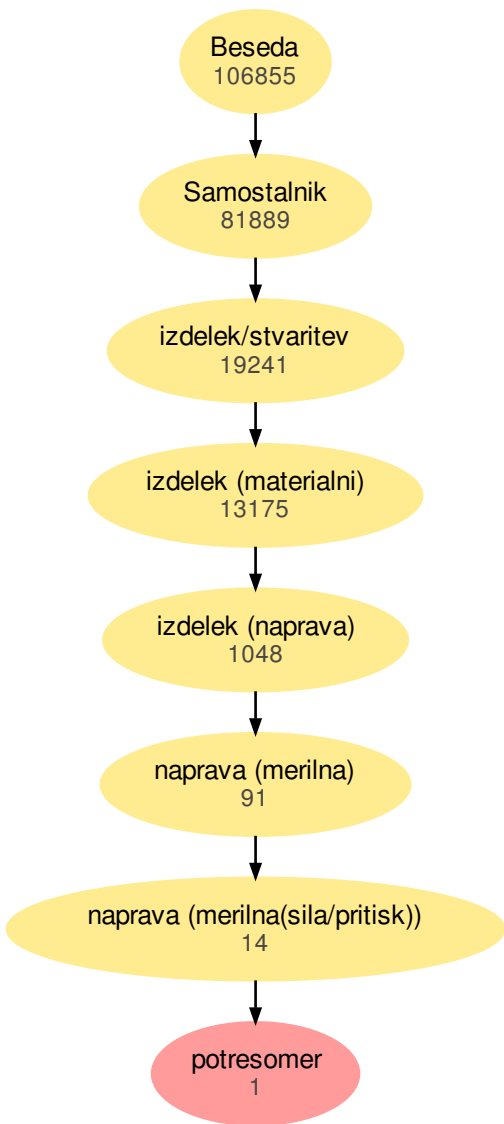 Beseda
106855
Samostalnik
81889
izdelek/stvaritev
19241
izdelek (materialni)
13175
izdelek (naprava)
1048
naprava (merilna)
91
naprava (merilna(sila/pritisk))
14
potresomer
1